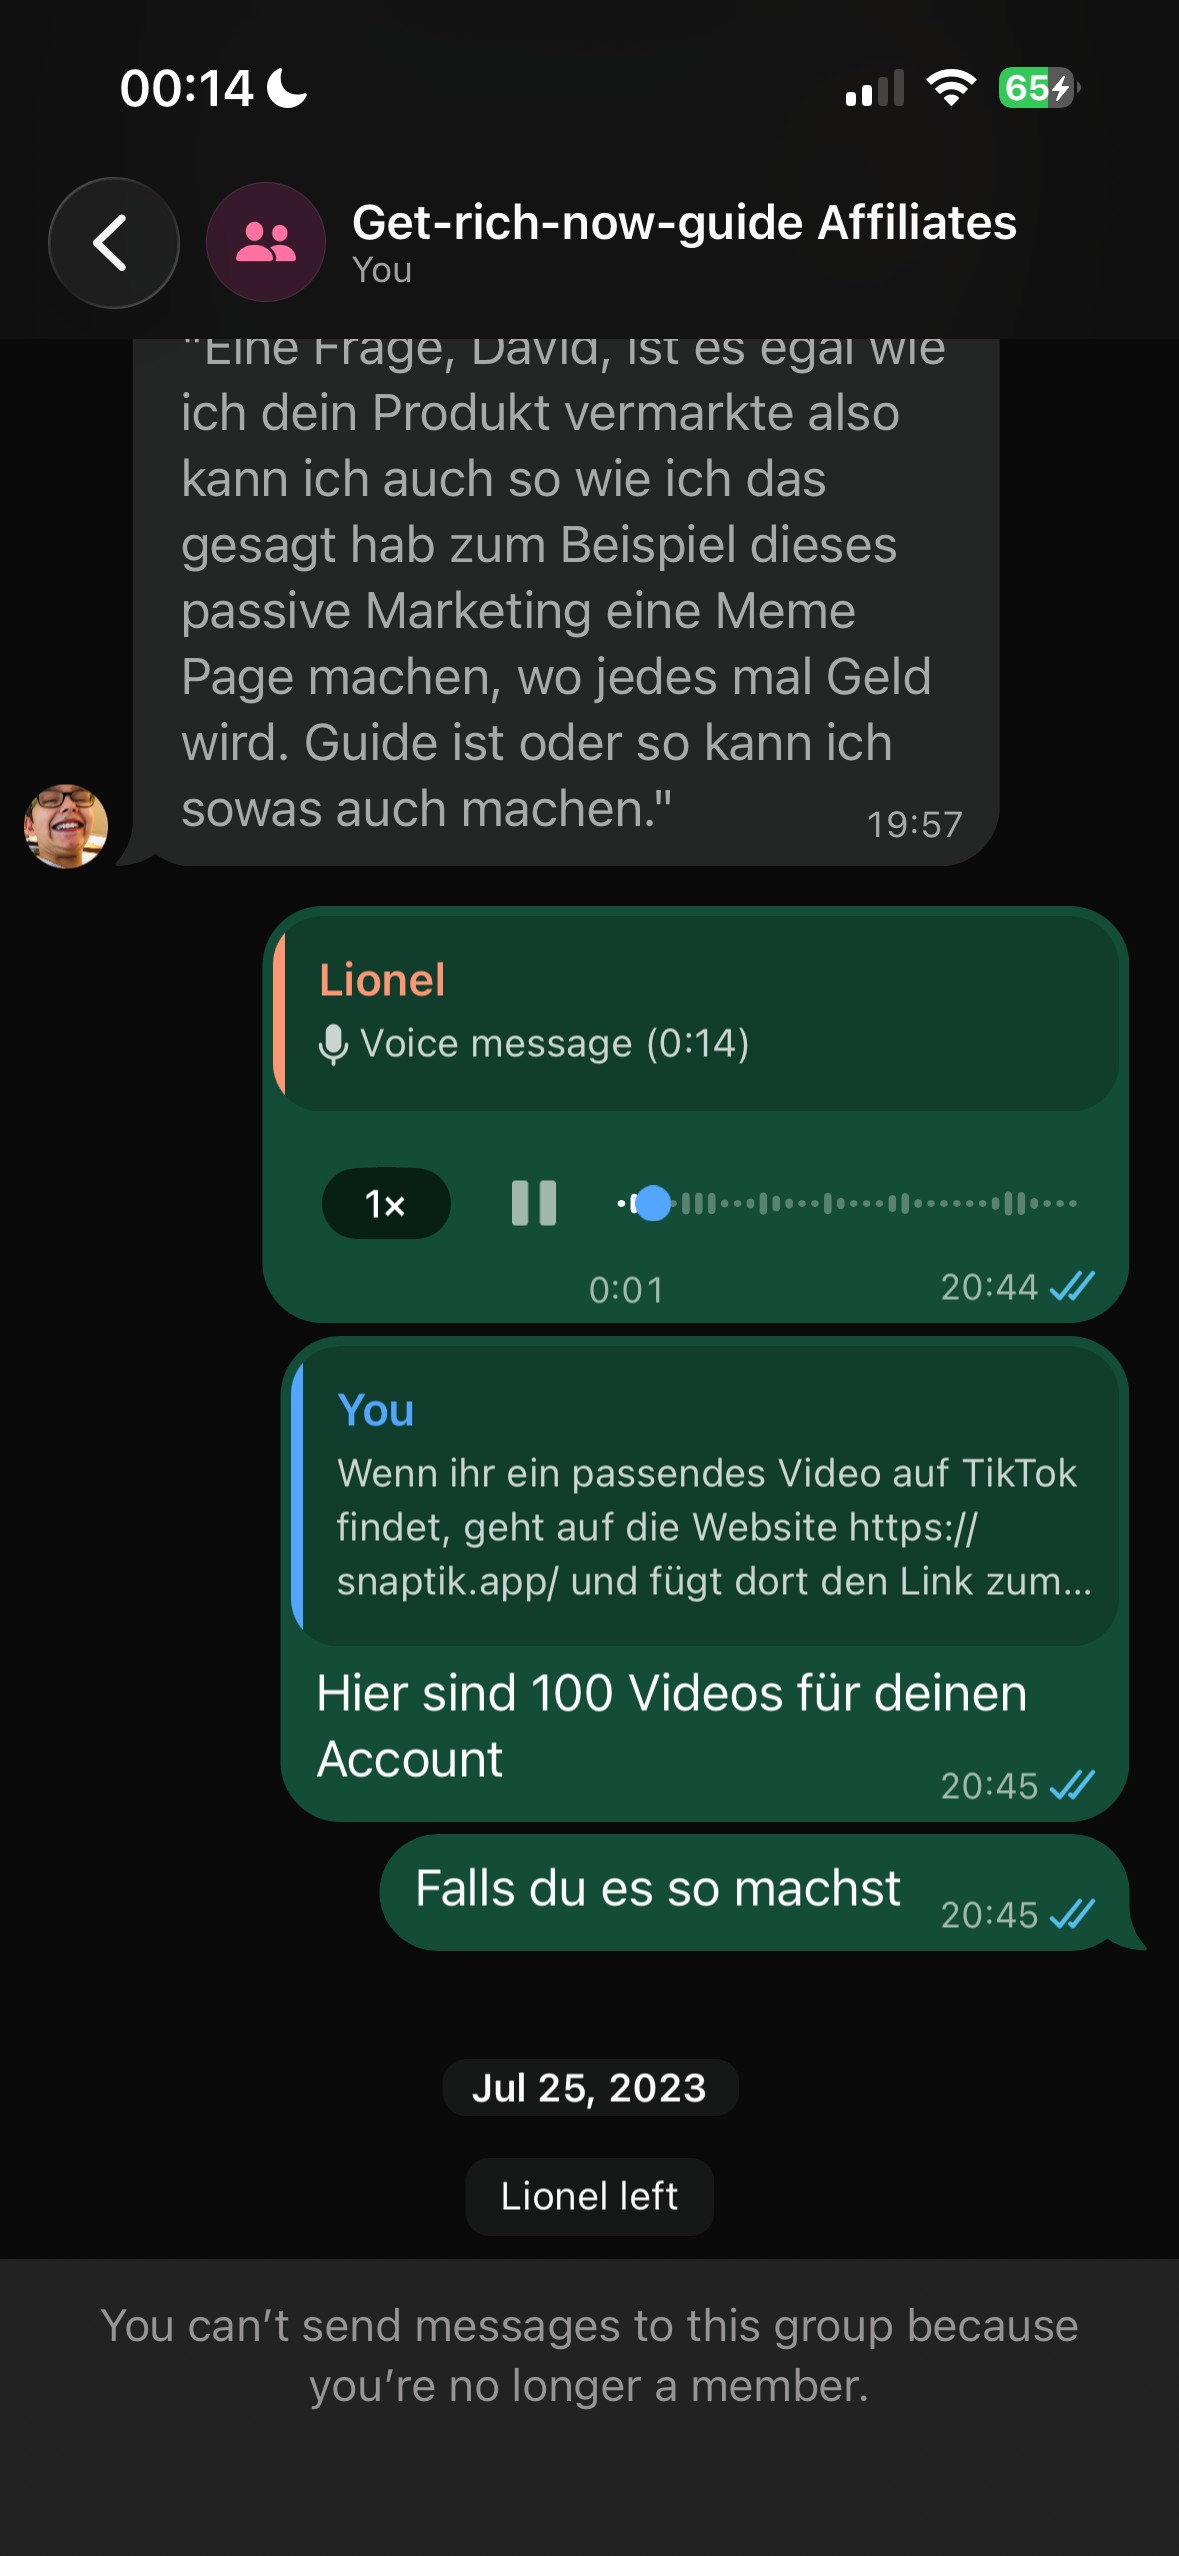 00:14
65
Get-rich-now-guide Affiliates
You
"Eine Frage, David, ist es egal wie
ich dein Produkt vermarkte also
kann ich auch so wie ich das
gesagt hab zum Beispiel dieses
passive Marketing eine Meme
Page machen, wo jedes mal Geld
wird. Guide ist oder so kann ich
sowas auch machen."
19:57
Lionel
Voice message (0:14)
1×
0:01
20:44
You
Wenn ihr ein passendes Video auf TikTok
findet, geht auf die Website https://
snaptik.app/ und fügt dort den Link zum...
Hier sind 100 Videos für deinen
Account
20:45
Falls du es so machst
20:45
Jul 25, 2023
Lionel left
You can’t send messages to this group because
you’re no longer a member.